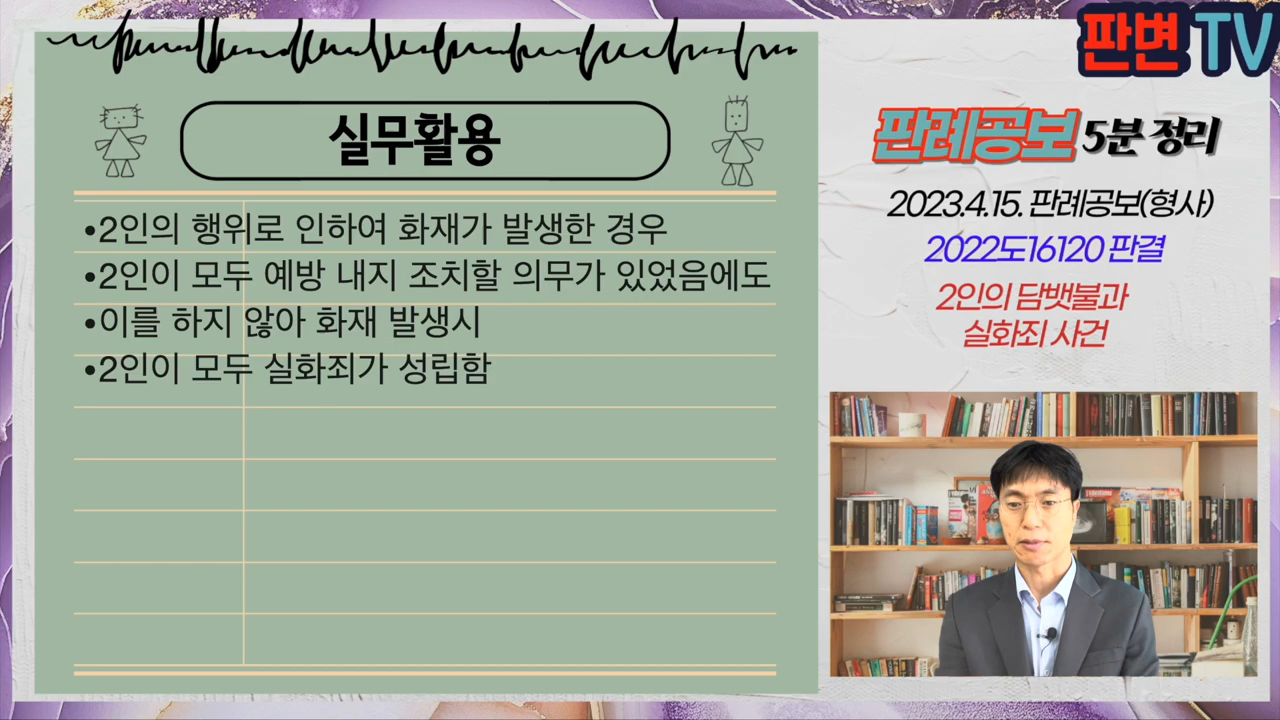 판변 TV
실무활용
•2인의 행위로 인하여 화재가 발생한 경우
•2인이 모두 예방 내지 조치할 의무가 있었음에도
•이를 하지 않아 화재 발생시
•2인이 모두 실화죄가 성립함
판례공보 5분 정리
2023.4.15. 판례공보(형사)
2022도16120 판결
2인의 담뱃불과
실화죄 사건